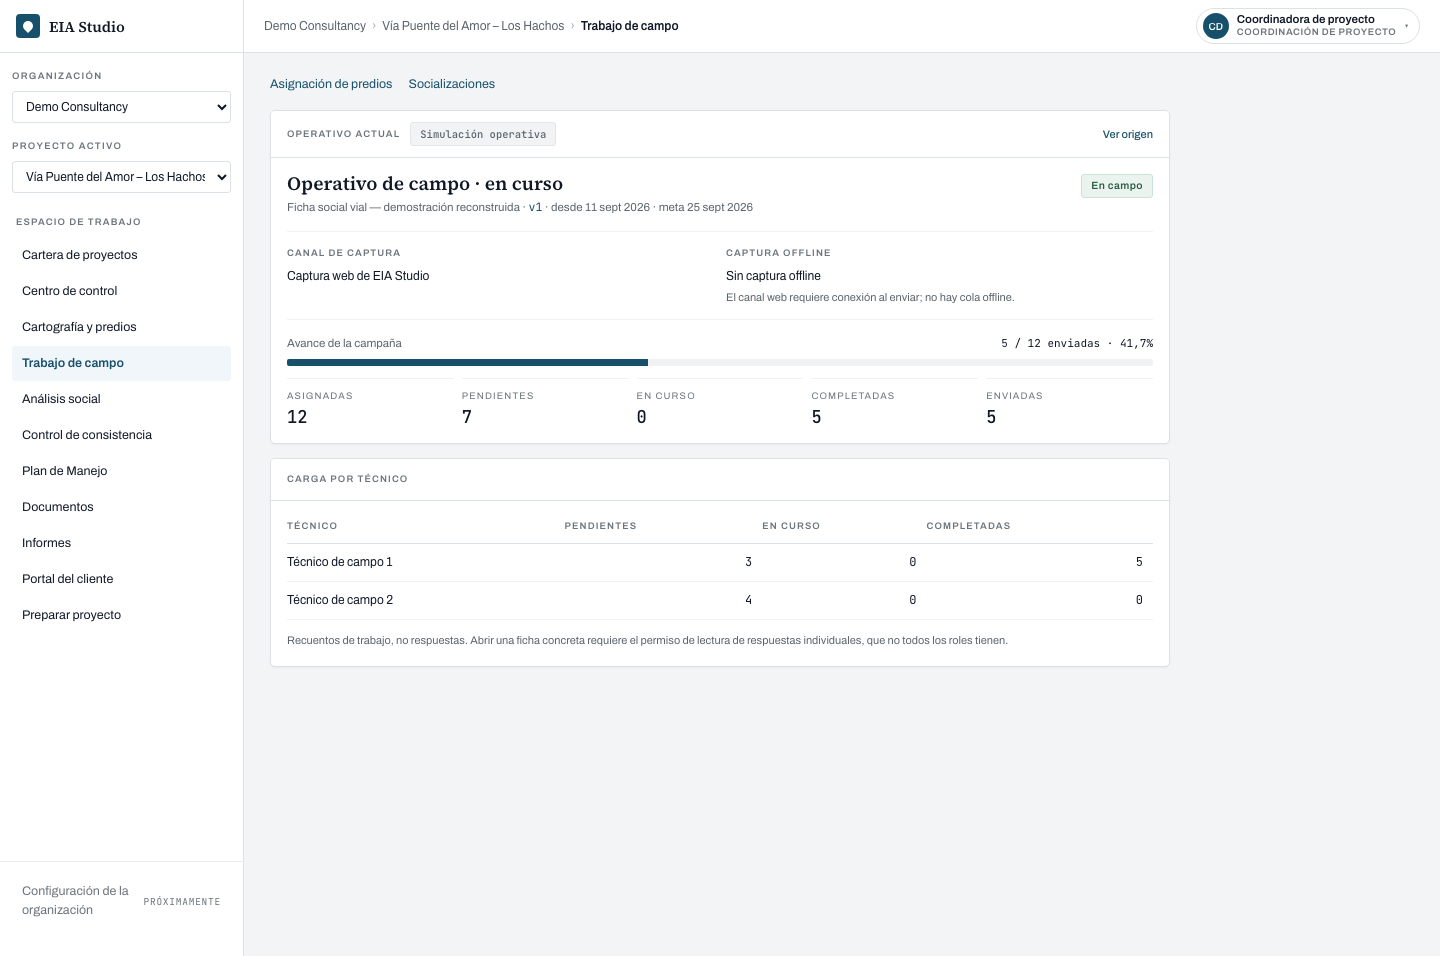 EIA Studio
Demo Consultancy › Vía Puente del Amor – Los Hachos › Trabajo de campo
CD
Coordinadora de proyecto
COORDINACIÓN DE PROYECTO
ORGANIZACIÓN
Demo Consultancy
PROYECTO ACTIVO
Vía Puente del Amor – Los Hachos
ESPACIO DE TRABAJO
Cartera de proyectos
Centro de control
Cartografía y predios
Trabajo de campo
Análisis social
Control de consistencia
Plan de Manejo
Documentos
Informes
Portal del cliente
Preparar proyecto
Configuración de la
organización
PRÓXIMAMENTE
Asignación de predios Socializaciones
OPERATIVO ACTUAL Simulación operativa Ver origen
Operativo de campo · en curso
En campo
Ficha social vial — demostración reconstruida · v1 · desde 11 sept 2026 · meta 25 sept 2026
CANAL DE CAPTURA
Captura web de EIA Studio
CAPTURA OFFLINE
Sin captura offline
El canal web requiere conexión al enviar; no hay cola offline.
Avance de la campaña 5 / 12 enviadas · 41,7%
ASIGNADAS PENDIENTES EN CURSO COMPLETADAS ENVIADAS
12 7 0 5 5
CARGA POR TÉCNICO
TÉCNICO PENDIENTES EN CURSO COMPLETADAS
Técnico de campo 1 3 0 5
Técnico de campo 2 4 0 0
Recuentos de trabajo, no respuestas. Abrir una ficha concreta requiere el permiso de lectura de respuestas individuales, que no todos los roles tienen.